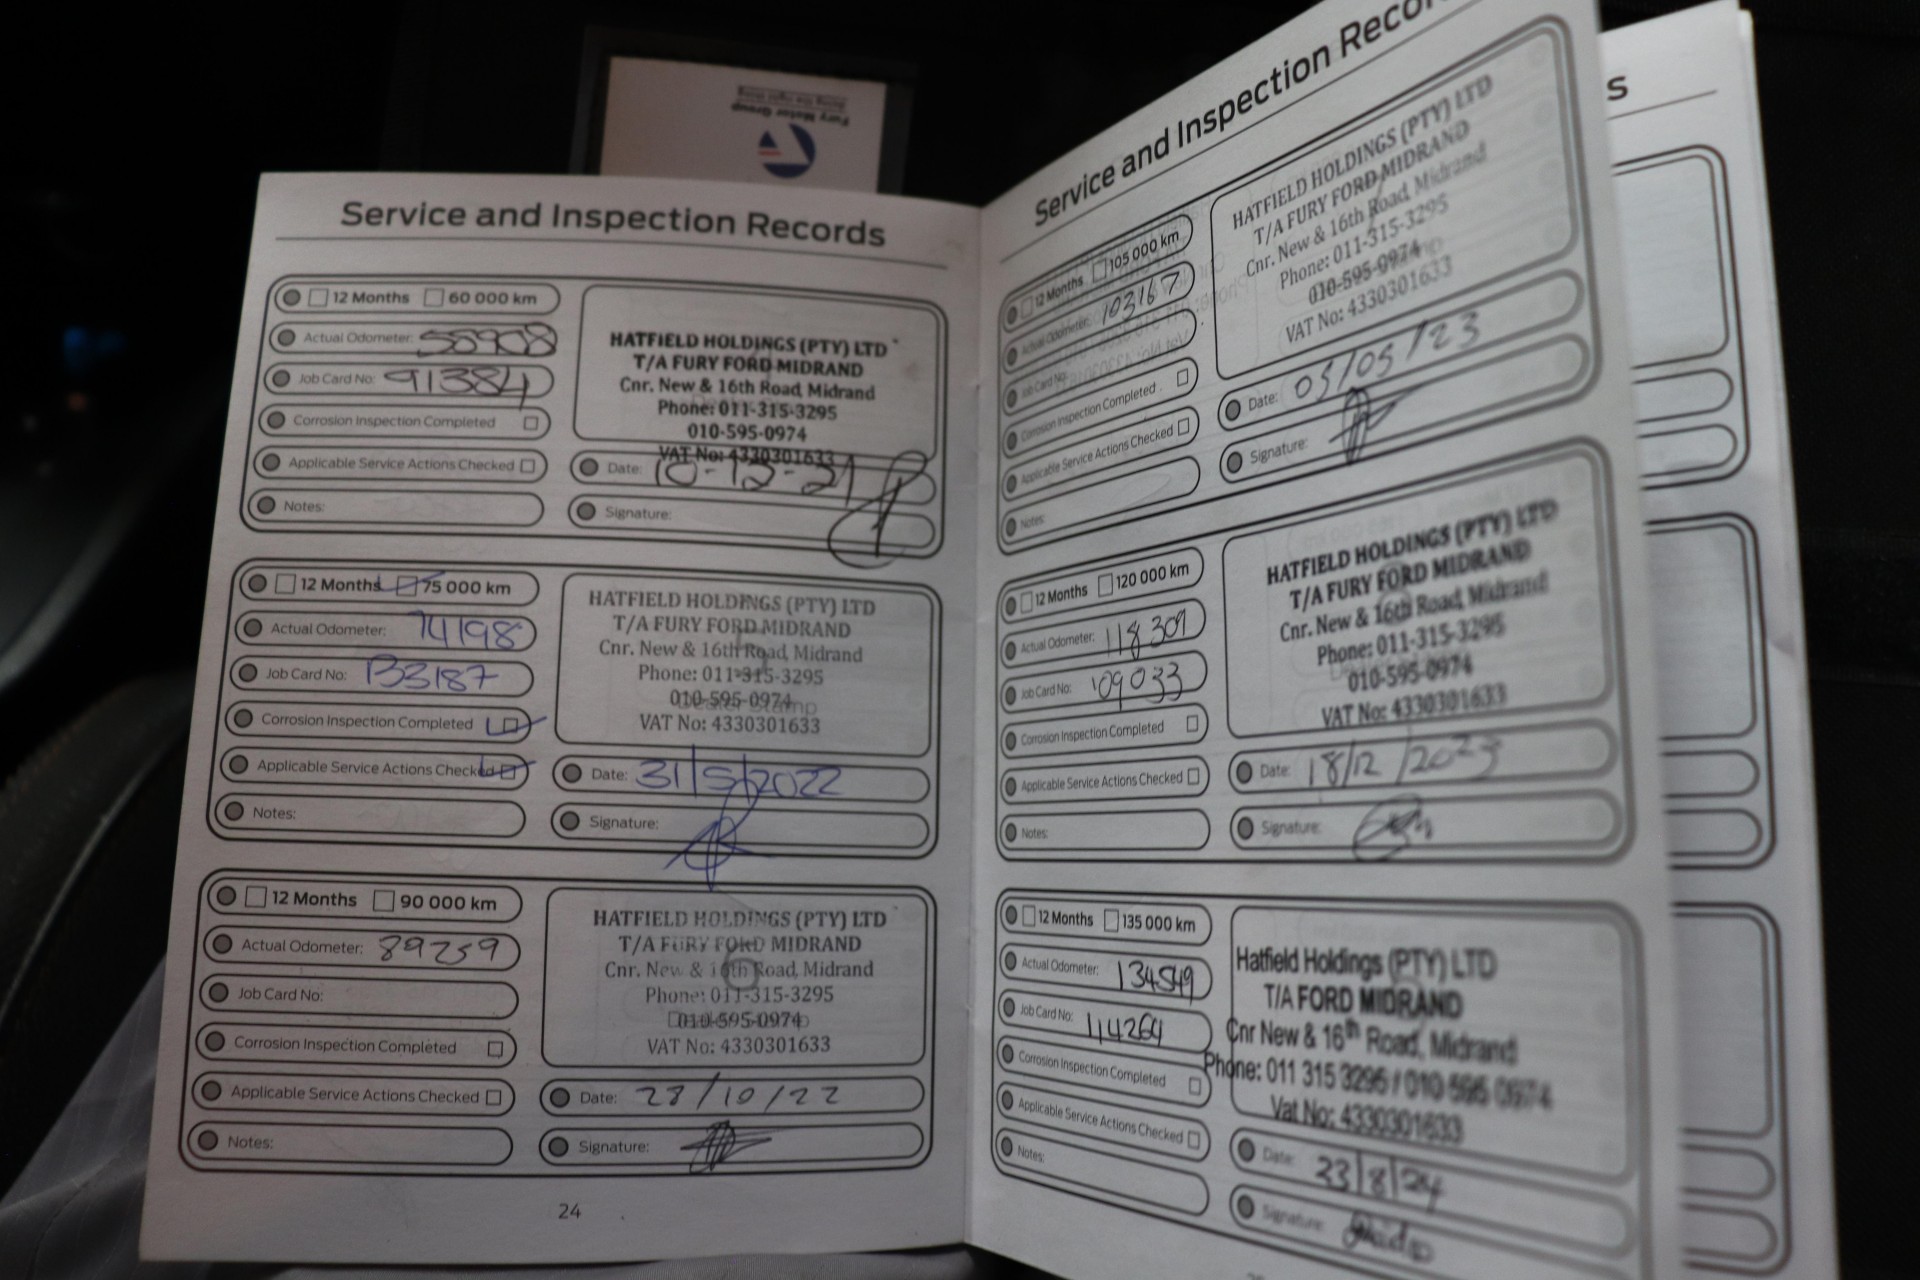 Fury Motor Group
Service and Inspection Records
12 Months 60 000 km
Actual Odometer: 58908
Job Card No: 91384
Corrosion Inspection Completed
Applicable Service Actions Checked
Notes:
HATFIELD HOLDINGS (PTY) LTD
T/A FURY FORD MIDRAND
Cnr. New & 16th Road, Midrand
Phone: 011-315-3295
010-595-0974
VAT No: 4330301633
Date: 10-12-21
Signature:
12 Months 75 000 km
Actual Odometer: 74198
Job Card No: B3187
Corrosion Inspection Completed
Applicable Service Actions Checked
Notes:
HATFIELD HOLDINGS (PTY) LTD
T/A FURY FORD MIDRAND
Cnr. New & 16th Road, Midrand
Phone: 011-315-3295
010-595-0974
Dealer Stamp
VAT No: 4330301633
Date: 31/5/2022
Signature:
12 Months 90 000 km
Actual Odometer: 89259
Job Card No:
Corrosion Inspection Completed
Applicable Service Actions Checked
Notes:
HATFIELD HOLDINGS (PTY) LTD
T/A FURY FORD MIDRAND
Cnr. New & 16th Road, Midrand
Phone: 011-315-3295
010-595-0974
VAT No: 4330301633
Date: 28/10/22
Signature:
24
Service and Inspection Recor
12 Months 105 000 km
Actual Odometer: 103167
Job Card No:
Corrosion Inspection Completed
Applicable Service Actions Checked
Notes:
HATFIELD HOLDINGS (PTY) LTD
T/A FURY FORD MIDRAND
Cnr. New & 16th Road, Midrand
Phone: 011-315-3295
010-595-0974
VAT No: 4330301633
Date: 05/05/23
Signature:
12 Months 120 000 km
Actual Odometer: 118309
Job Card No: 109033
Corrosion Inspection Completed
Applicable Service Actions Checked
Notes:
HATFIELD HOLDINGS (PTY) LTD
T/A FURY FORD MIDRAND
Cnr. New & 16th Road, Midrand
Phone: 011-315-3295
010-595-0974
VAT No: 4330301633
Date: 18/12/2023
Signature:
12 Months 135 000 km
Actual Odometer: 134549
Job Card No: 114264
Corrosion Inspection Completed
Applicable Service Actions Checked
Notes:
Hatfield Holdings (PTY) LTD
T/A FORD MIDRAND
Cnr New & 16th Road, Midrand
Phone: 011 315 3295 / 010 595 0974
Vat No: 4330301633
Date: 23/8/24
Signature:
s